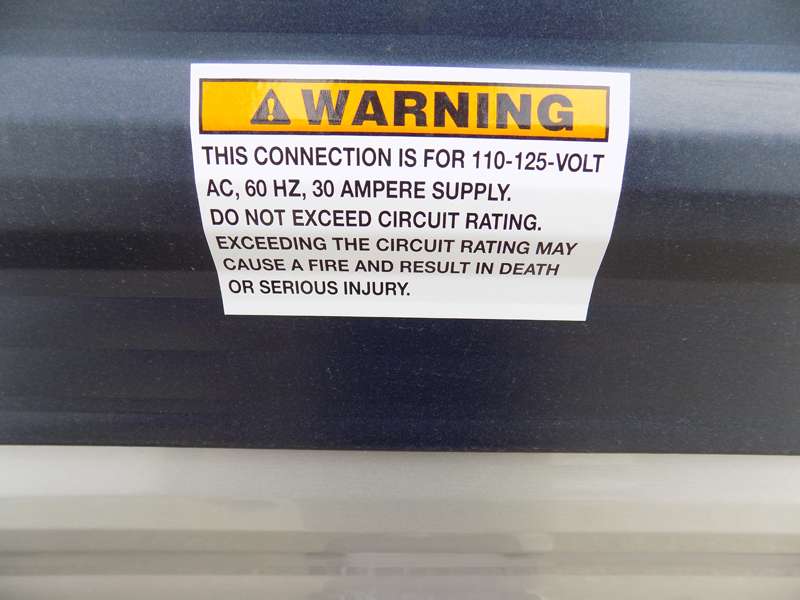 ⚠WARNING
THIS CONNECTION IS FOR 110-125-VOLT
AC, 60 HZ, 30 AMPERE SUPPLY.
DO NOT EXCEED CIRCUIT RATING.
EXCEEDING THE CIRCUIT RATING MAY
CAUSE A FIRE AND RESULT IN DEATH
OR SERIOUS INJURY.